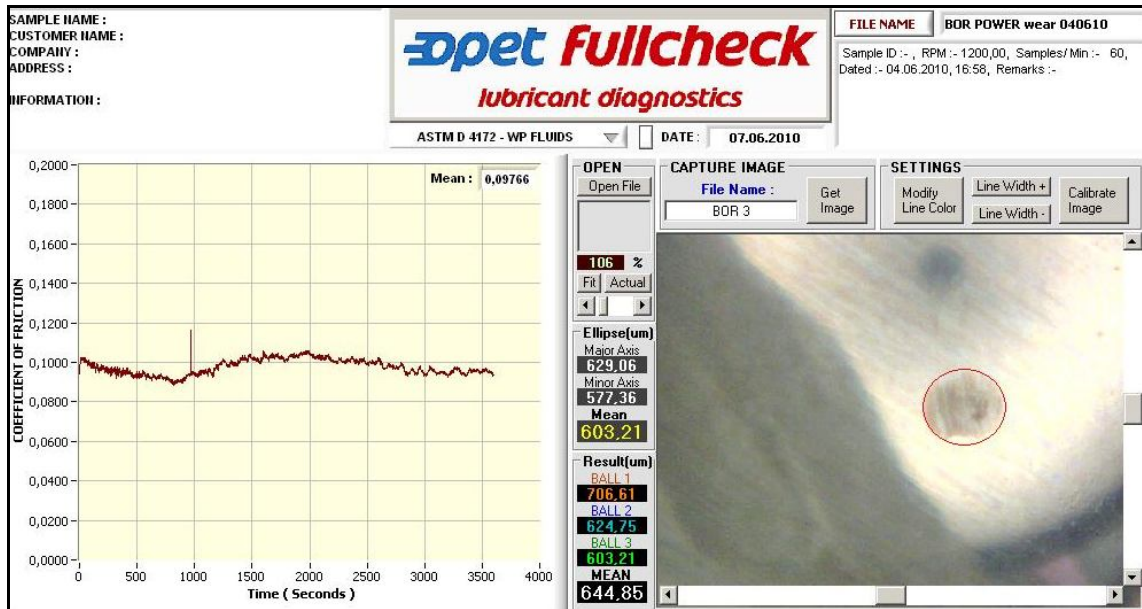 SAMPLE NAME :
CUSTOMER NAME :
COMPANY :
ADDRESS :
INFORMATION :
opet fullcheck
lubricant diagnostics
FILE NAME BOR POWER wear 040610
Sample ID :- , RPM :- 1200,00, Samples/ Min :- 60,
Dated :- 04.06.2010, 16:58, Remarks :-
ASTM D 4172 - WP FLUIDS DATE : 07.06.2010
Mean : 0,09766
COEFFICIENT OF FRICTION
0,2000
0,1800
0,1600
0,1400
0,1200
0,1000
0,0800
0,0600
0,0400
0,0200
0,0000
0 500 1000 1500 2000 2500 3000 3500 4000
Time ( Seconds )
OPEN
Open File
106 %
Fit Actual
Ellipse(um)
Major Axis
629,06
Minor Axis
577,36
Mean
603,21
Result(um)
BALL 1
706,61
BALL 2
624,75
BALL 3
603,21
MEAN
644,85
CAPTURE IMAGE
File Name :
BOR 3
Get
Image
SETTINGS
Modify
Line Color
Line Width +
Line Width -
Calibrate
Image